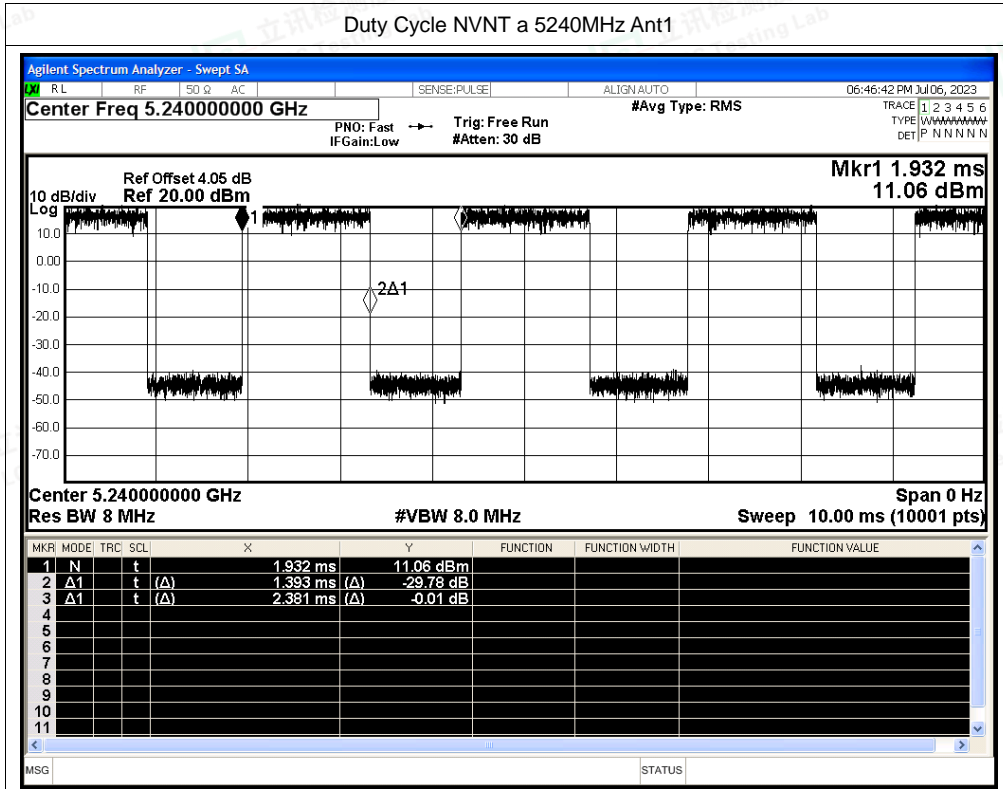 Duty Cycle NVNT a 5240MHz Ant1
Agilent Spectrum Analyzer - Swept SA
LXI RL RF 50 Ω AC SENSE:PULSE ALIGN AUTO 06:46:42 PM Jul 06, 2023
Center Freq 5.240000000 GHz #Avg Type: RMS TRACE 1 2 3 4 5 6
PNO: Fast Trig: Free Run TYPE WWWWWW
IFGain:Low #Atten: 30 dB DET P N N N N N
Mkr1 1.932 ms
11.06 dBm
Ref Offset 4.05 dB
10 dB/div Ref 20.00 dBm
Log
1
10.0
0.00
-10.0
2Δ1
-20.0
-30.0
-40.0
-50.0
-60.0
-70.0
Center 5.240000000 GHz Span 0 Hz
Res BW 8 MHz #VBW 8.0 MHz Sweep 10.00 ms (10001 pts)
MKR MODE TRC SCL X Y FUNCTION FUNCTION WIDTH FUNCTION VALUE
1 N t 1.932 ms 11.06 dBm
2 Δ1 t (Δ) 1.393 ms (Δ) -29.78 dB
3 Δ1 t (Δ) 2.381 ms (Δ) -0.01 dB
4
5
6
7
8
9
10
11
MSG STATUS